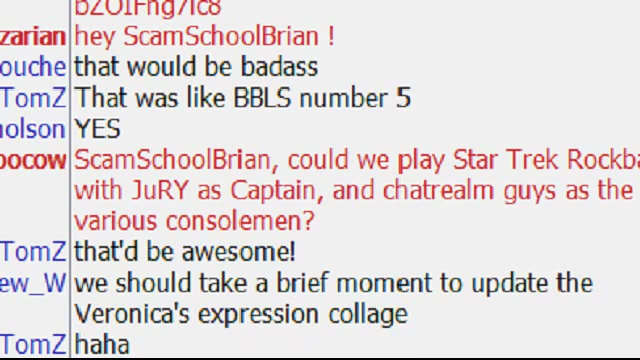 bZOIFng7ic8
zarian hey ScamSchoolBrian !
ouche that would be badass
TomZ That was like BBLS number 5
nolson YES
oocow ScamSchoolBrian, could we play Star Trek Rockba
with JuRY as Captain, and chatrealm guys as the
various consolemen?
TomZ that'd be awesome!
ew_W we should take a brief moment to update the
Veronica's expression collage
TomZ haha